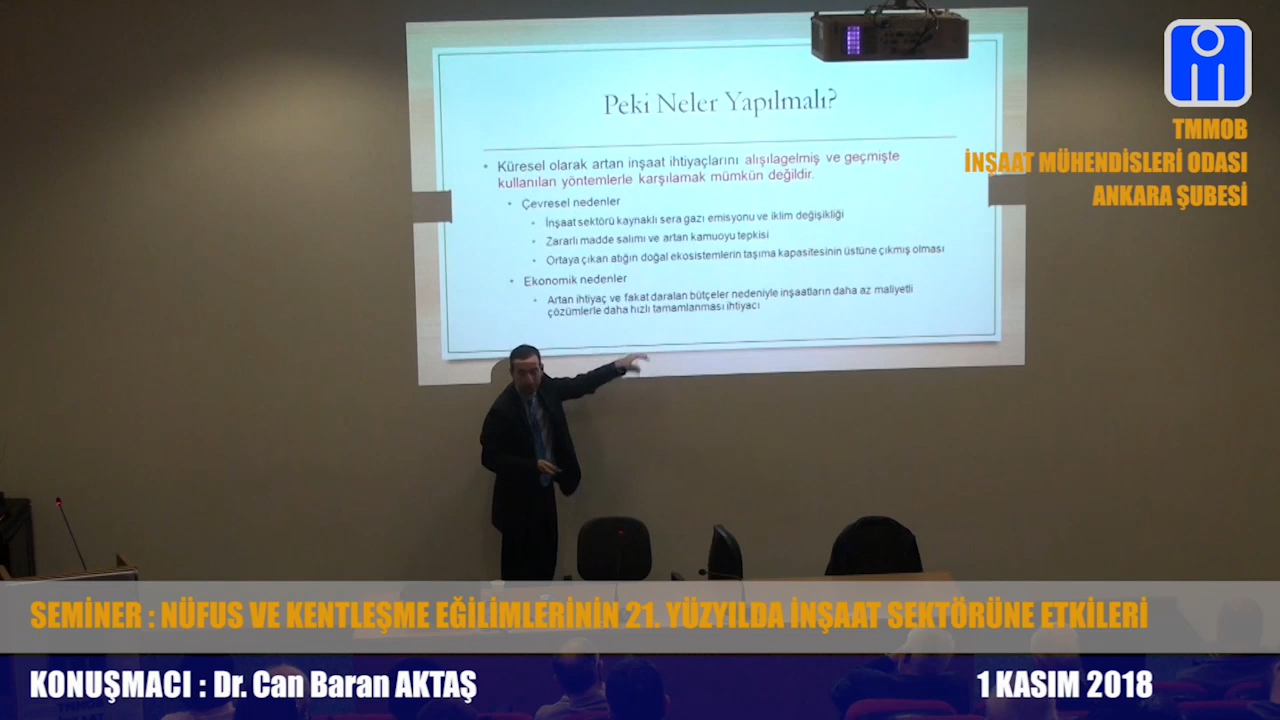 Peki Neler Yapılmalı?
• Küresel olarak artan inşaat ihtiyaçlarını alışılagelmiş ve geçmişte
kullanılan yöntemlerle karşılamak mümkün değildir.
• Çevresel nedenler
• İnşaat sektörü kaynaklı sera gazı emisyonu ve iklim değişikliği
• Zararlı madde salımı ve artan kamuoyu tepkisi
• Ortaya çıkan atığın doğal ekosistemlerin taşıma kapasitesinin üstüne çıkmış olması
• Ekonomik nedenler
• Artan ihtiyaç ve fakat daralan bütçeler nedeniyle inşaatların daha az maliyetli
çözümlerle daha hızlı tamamlanması ihtiyacı
TMMOB
İNŞAAT MÜHENDİSLERİ ODASI
ANKARA ŞUBESİ
SEMİNER : NÜFUS VE KENTLEŞME EĞİLİMLERİNİN 21. YÜZYILDA İNŞAAT SEKTÖRÜNE ETKİLERİ
KONUŞMACI : Dr. Can Baran AKTAŞ
1 KASIM 2018
TMMOB
İNŞAAT